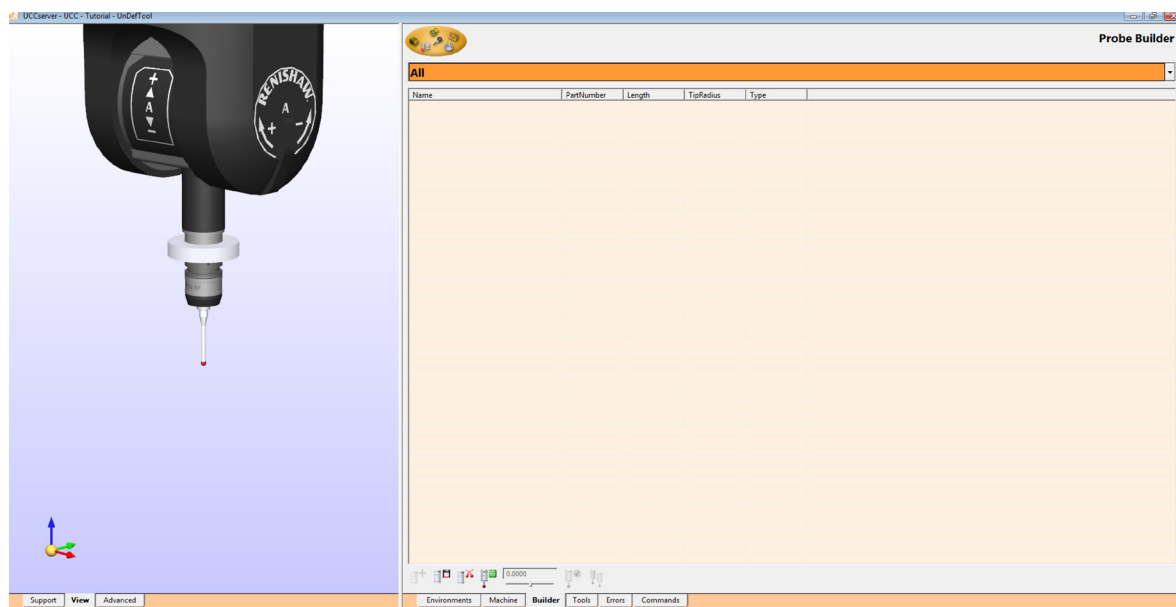 UCCserver - UCC - Tutorial - UnDefTool
Probe Builder
All
Name PartNumber Length TipRadius Type
+ A -
RENISHAW
A
+ -
0.0000
Support View Advanced
Environments Machine Builder Tools Errors Commands